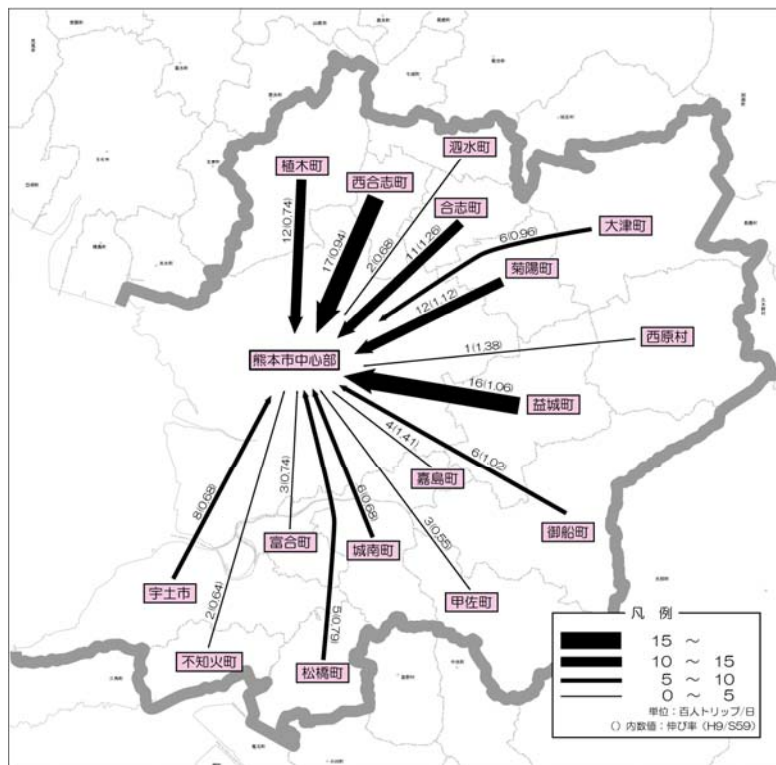 泗水町
植木町
西合志町
合志町
大津町
12(0.74)
17(0.94)
2(0.68)
11(1.26)
6(0.96)
菊陽町
12(1.12)
西原村
1(1.38)
熊本市中心部
16(1.06)
益城町
4(1.41)
6(1.02)
嘉島町
8(0.68)
3(0.74)
6(0.68)
3(0.55)
御船町
富合町
城南町
宇土市
2(0.64)
5(0.79)
甲佐町
不知火町
松橋町
凡 例
15 ～
10 ～ 15
5 ～ 10
0 ～ 5
単位：百人トリップ/日
() 内数値：伸び率 (H9/S59)